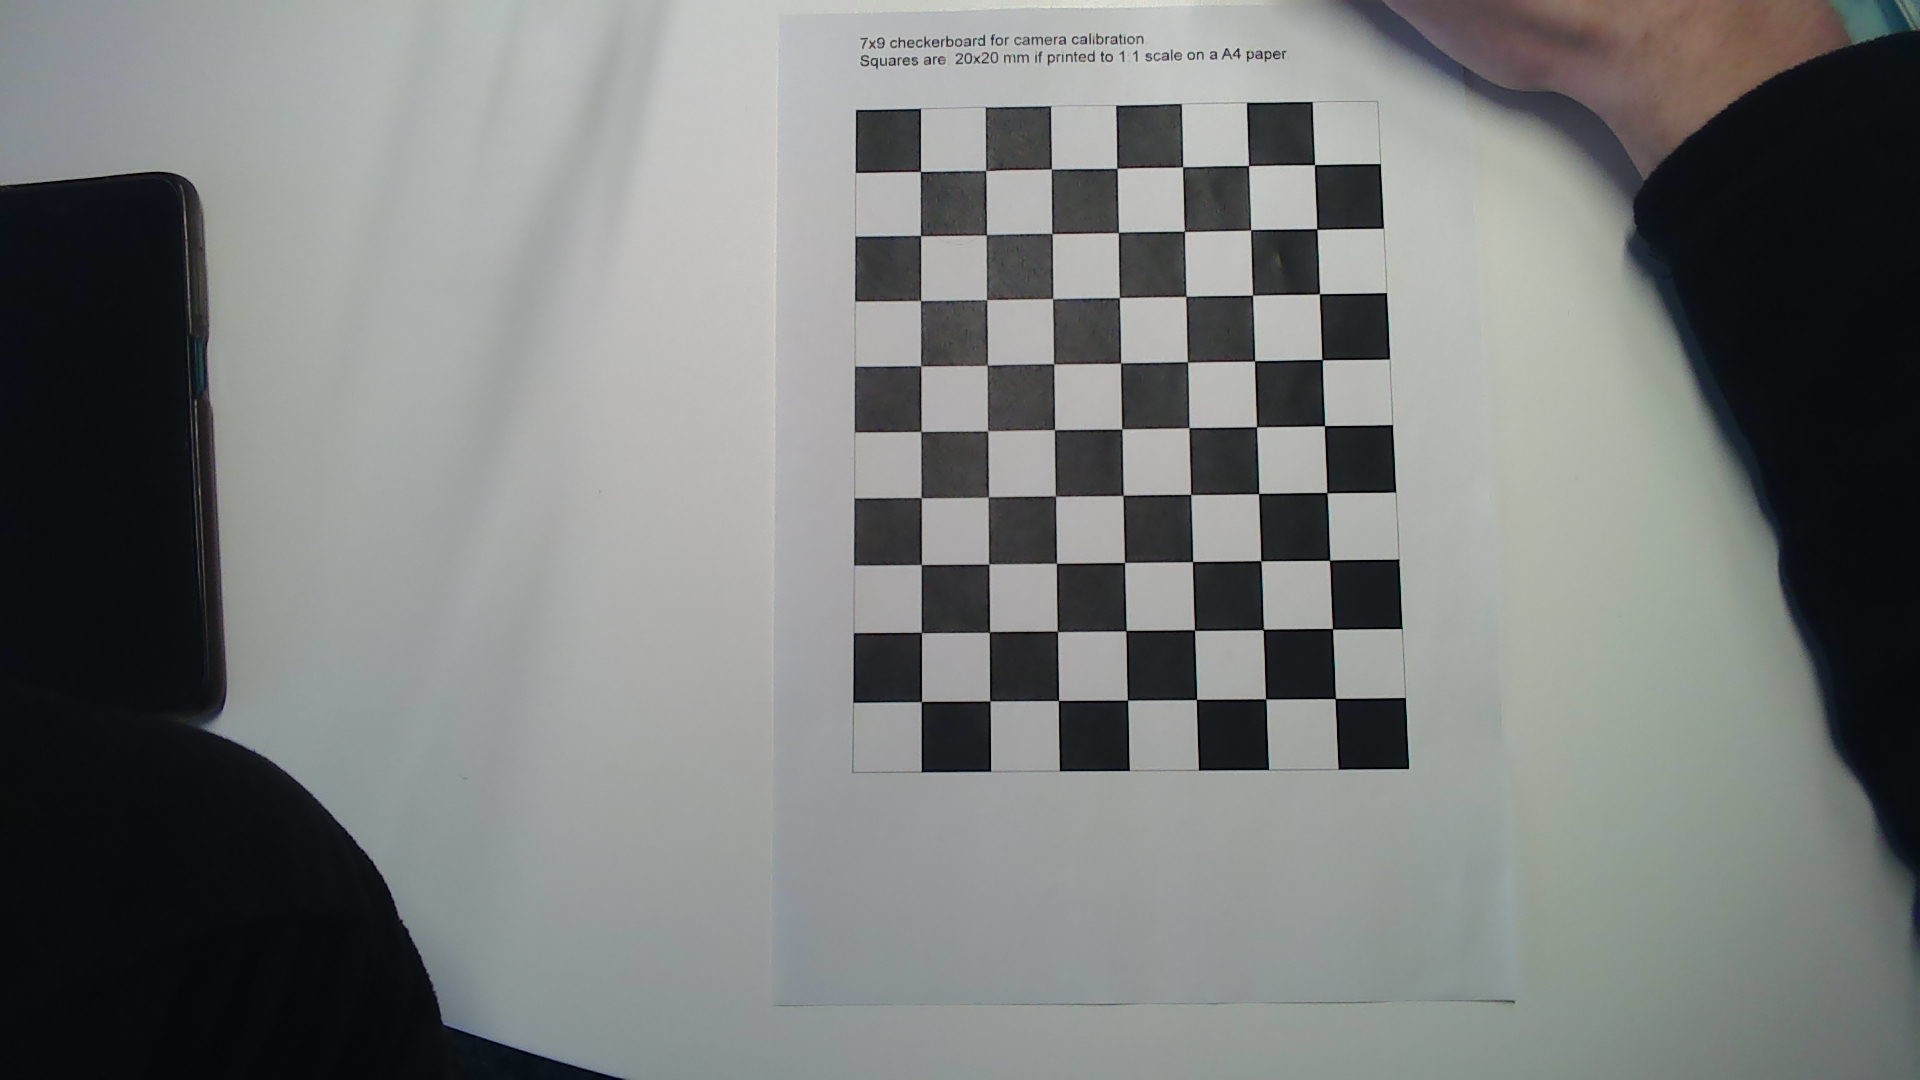 7x9 checkerboard for camera calibration
Squares are 20x20 mm if printed to 1:1 scale on a A4 paper